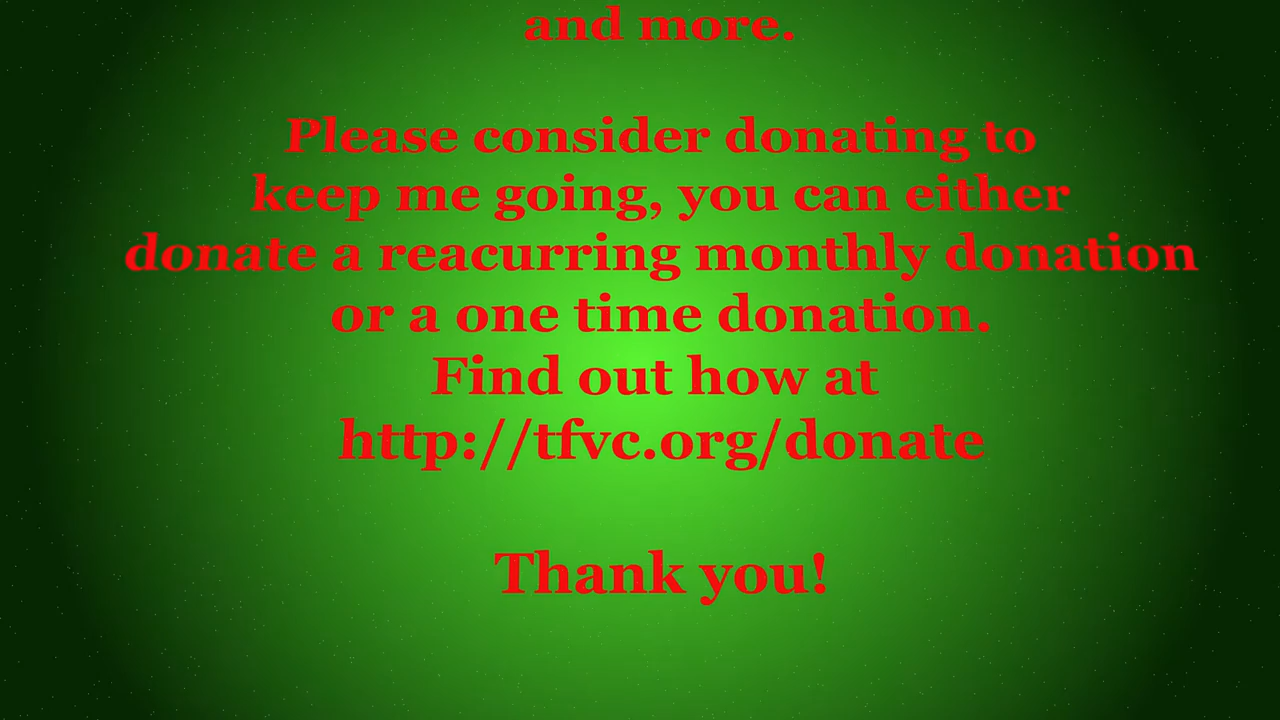 and more.
Please consider donating to
keep me going, you can either
donate a reacurring monthly donation
or a one time donation.
Find out how at
http://tfvc.org/donate
Thank you!